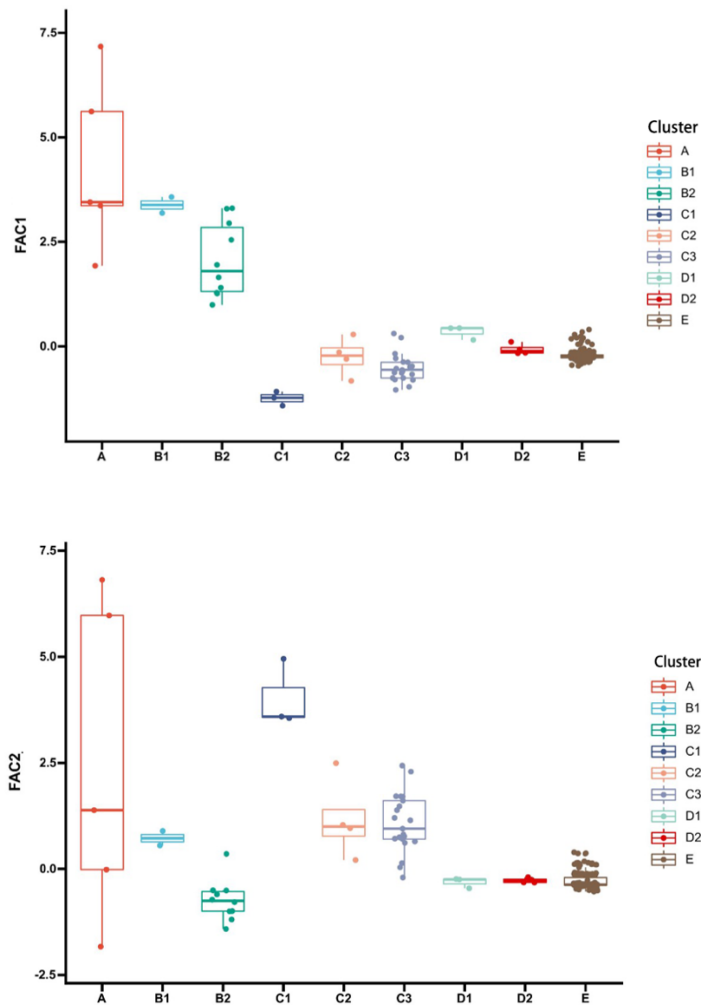 7.5
5.0
2.5
0.0
FAC1
A B1 B2 C1 C2 C3 D1 D2 E
Cluster
A
B1
B2
C1
C2
C3
D1
D2
E
7.5
5.0
2.5
0.0
-2.5
FAC2
A B1 B2 C1 C2 C3 D1 D2 E
Cluster
A
B1
B2
C1
C2
C3
D1
D2
E